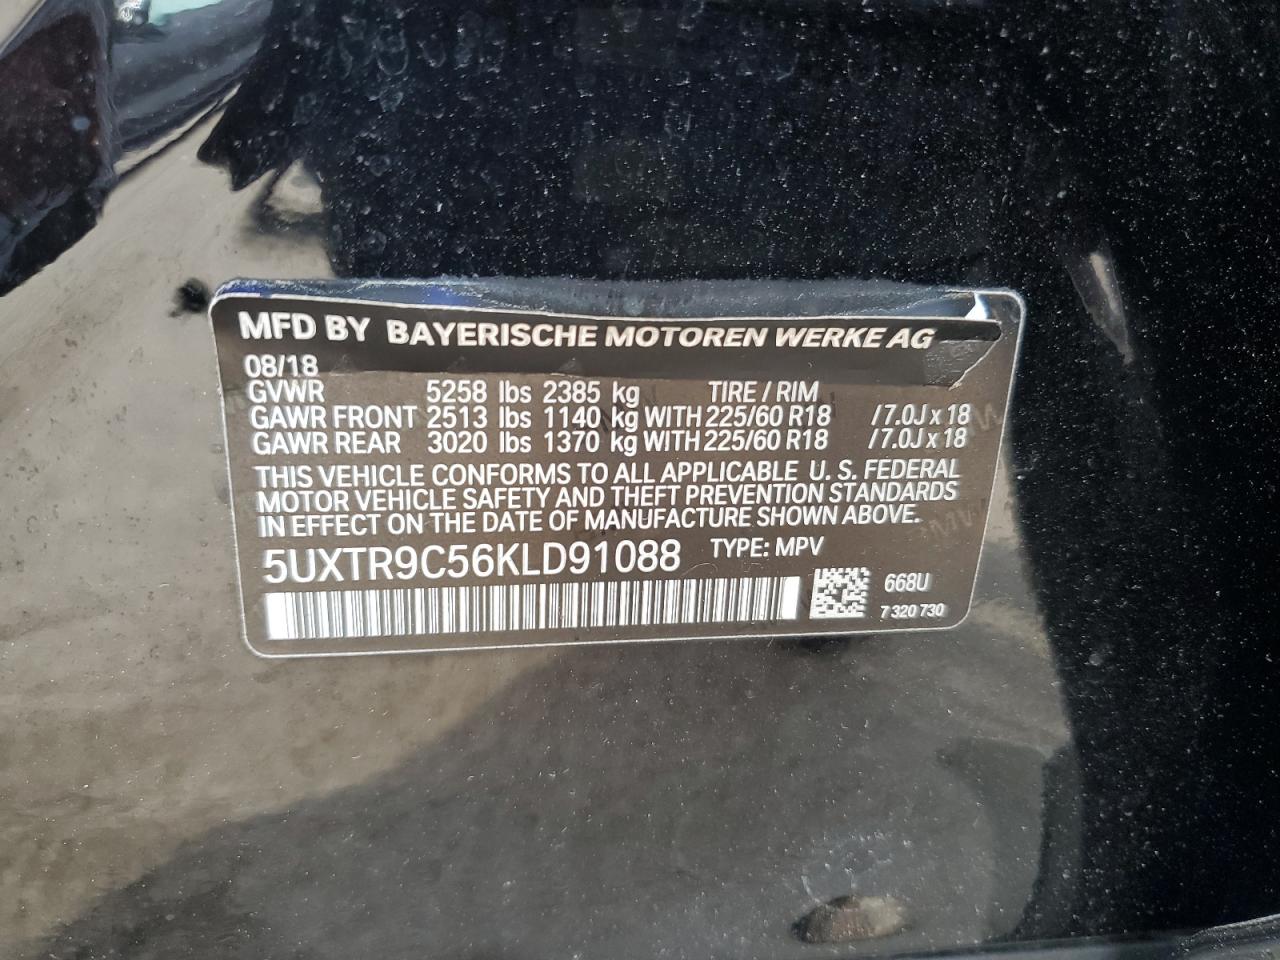 MFD BY BAYERISCHE MOTOREN WERKE AG
08/18
GVWR 5258 lbs 2385 kg TIRE / RIM
GAWR FRONT 2513 lbs 1140 kg WITH 225/60 R18 /7.0J x 18
GAWR REAR 3020 lbs 1370 kg WITH 225/60 R18 /7.0J x 18
THIS VEHICLE CONFORMS TO ALL APPLICABLE U. S. FEDERAL
MOTOR VEHICLE SAFETY AND THEFT PREVENTION STANDARDS
IN EFFECT ON THE DATE OF MANUFACTURE SHOWN ABOVE.
5UXTR9C56KLD91088 TYPE: MPV
668U
7 320 730